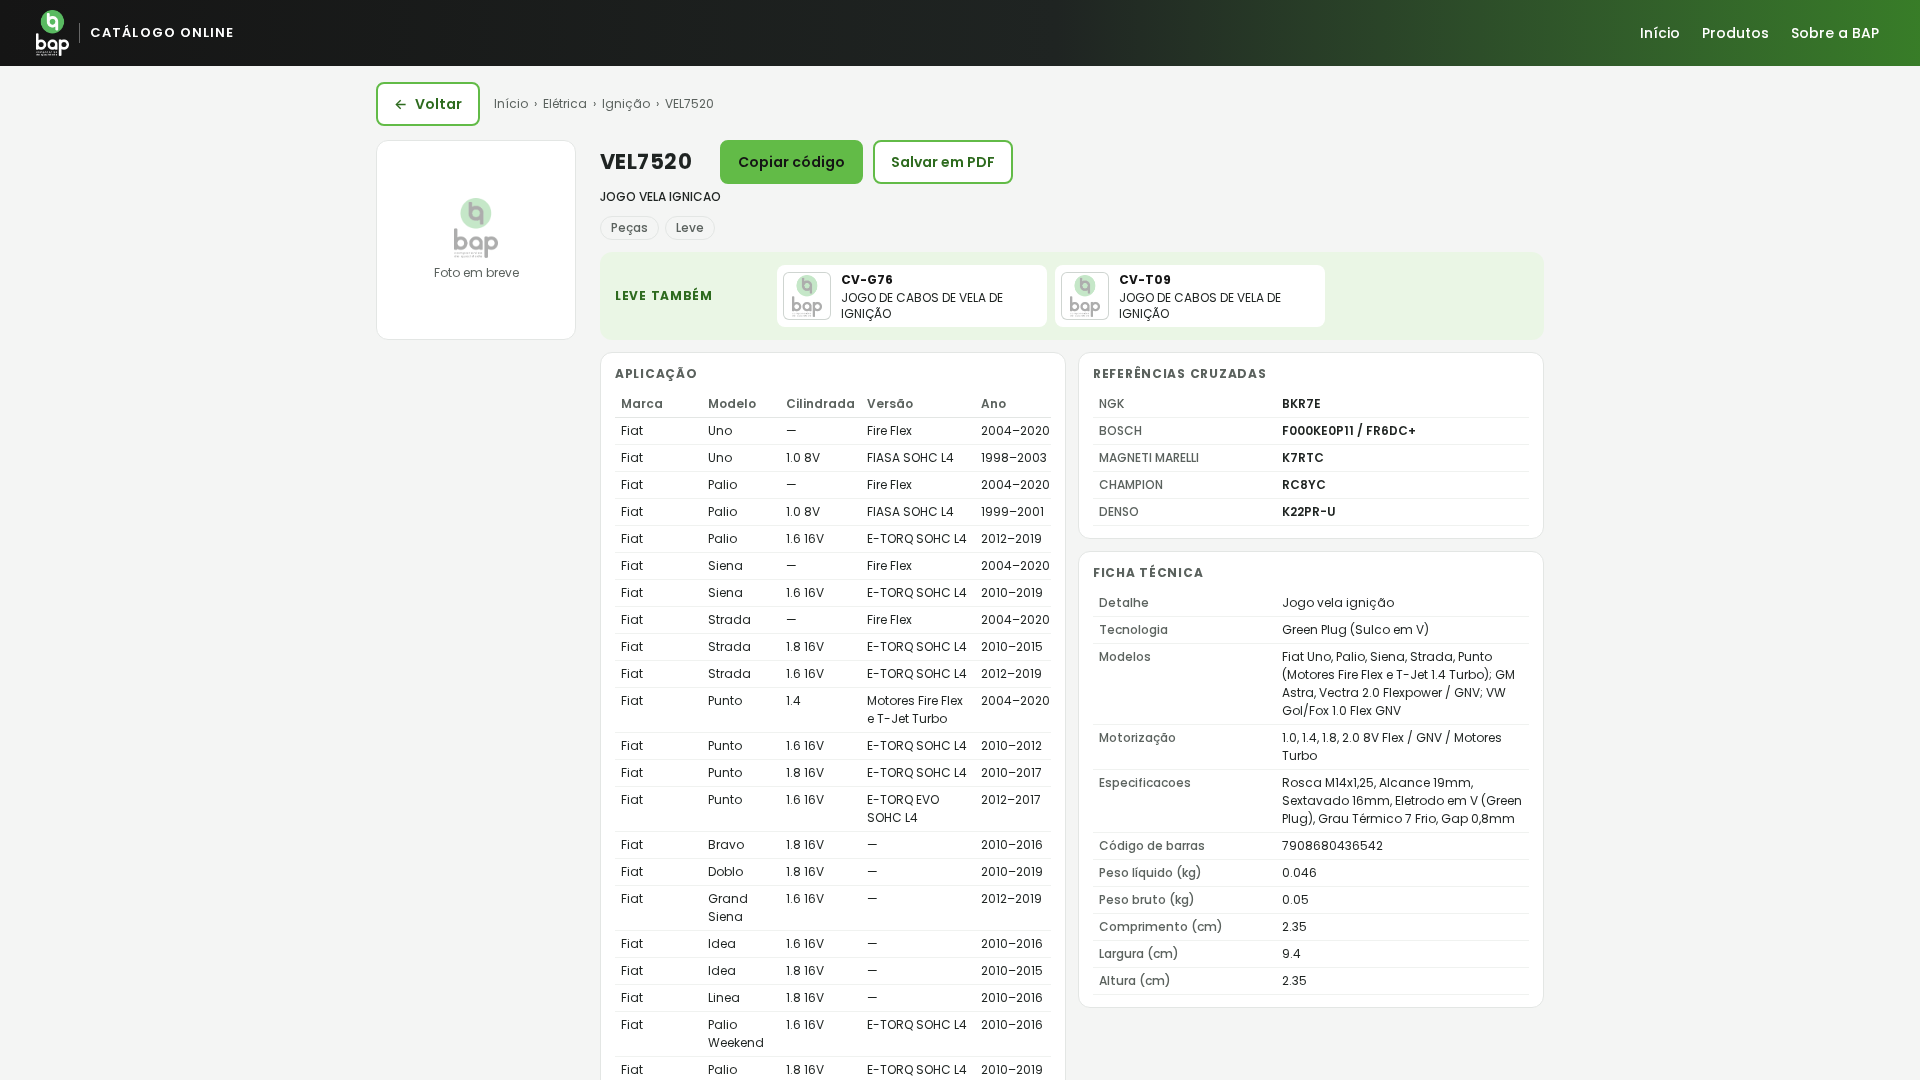 bap
CATÁLOGO ONLINE
Início
Produtos
Sobre a BAP
← Voltar
Início › Elétrica › Ignição › VEL7520
bap
Foto em breve
VEL7520
Copiar código
Salvar em PDF
JOGO VELA IGNICAO
Peças
Leve
LEVE TAMBÉM
bap
CV-G76
JOGO DE CABOS DE VELA DE
IGNIÇÃO
bap
CV-T09
JOGO DE CABOS DE VELA DE
IGNIÇÃO
APLICAÇÃO
Marca Modelo Cilindrada Versão Ano
Fiat Uno — Fire Flex 2004–2020
Fiat Uno 1.0 8V FIASA SOHC L4 1998–2003
Fiat Palio — Fire Flex 2004–2020
Fiat Palio 1.0 8V FIASA SOHC L4 1999–2001
Fiat Palio 1.6 16V E-TORQ SOHC L4 2012–2019
Fiat Siena — Fire Flex 2004–2020
Fiat Siena 1.6 16V E-TORQ SOHC L4 2010–2019
Fiat Strada — Fire Flex 2004–2020
Fiat Strada 1.8 16V E-TORQ SOHC L4 2010–2015
Fiat Strada 1.6 16V E-TORQ SOHC L4 2012–2019
Fiat Punto 1.4 Motores Fire Flex 2004–2020
e T-Jet Turbo
Fiat Punto 1.6 16V E-TORQ SOHC L4 2010–2012
Fiat Punto 1.8 16V E-TORQ SOHC L4 2010–2017
Fiat Punto 1.6 16V E-TORQ EVO 2012–2017
SOHC L4
Fiat Bravo 1.8 16V — 2010–2016
Fiat Doblo 1.8 16V — 2010–2019
Fiat Grand 1.6 16V — 2012–2019
Siena
Fiat Idea 1.6 16V — 2010–2016
Fiat Idea 1.8 16V — 2010–2015
Fiat Linea 1.8 16V — 2010–2016
Fiat Palio 1.6 16V E-TORQ SOHC L4 2010–2016
Weekend
Fiat Palio 1.8 16V E-TORQ SOHC L4 2010–2019
REFERÊNCIAS CRUZADAS
NGK BKR7E
BOSCH F000KE0P11 / FR6DC+
MAGNETI MARELLI K7RTC
CHAMPION RC8YC
DENSO K22PR-U
FICHA TÉCNICA
Detalhe Jogo vela ignição
Tecnologia Green Plug (Sulco em V)
Modelos Fiat Uno, Palio, Siena, Strada, Punto
(Motores Fire Flex e T-Jet 1.4 Turbo); GM
Astra, Vectra 2.0 Flexpower / GNV; VW
Gol/Fox 1.0 Flex GNV
Motorização 1.0, 1.4, 1.8, 2.0 8V Flex / GNV / Motores
Turbo
Especificacoes Rosca M14x1,25, Alcance 19mm,
Sextavado 16mm, Eletrodo em V (Green
Plug), Grau Térmico 7 Frio, Gap 0,8mm
Código de barras 7908680436542
Peso líquido (kg) 0.046
Peso bruto (kg) 0.05
Comprimento (cm) 2.35
Largura (cm) 9.4
Altura (cm) 2.35